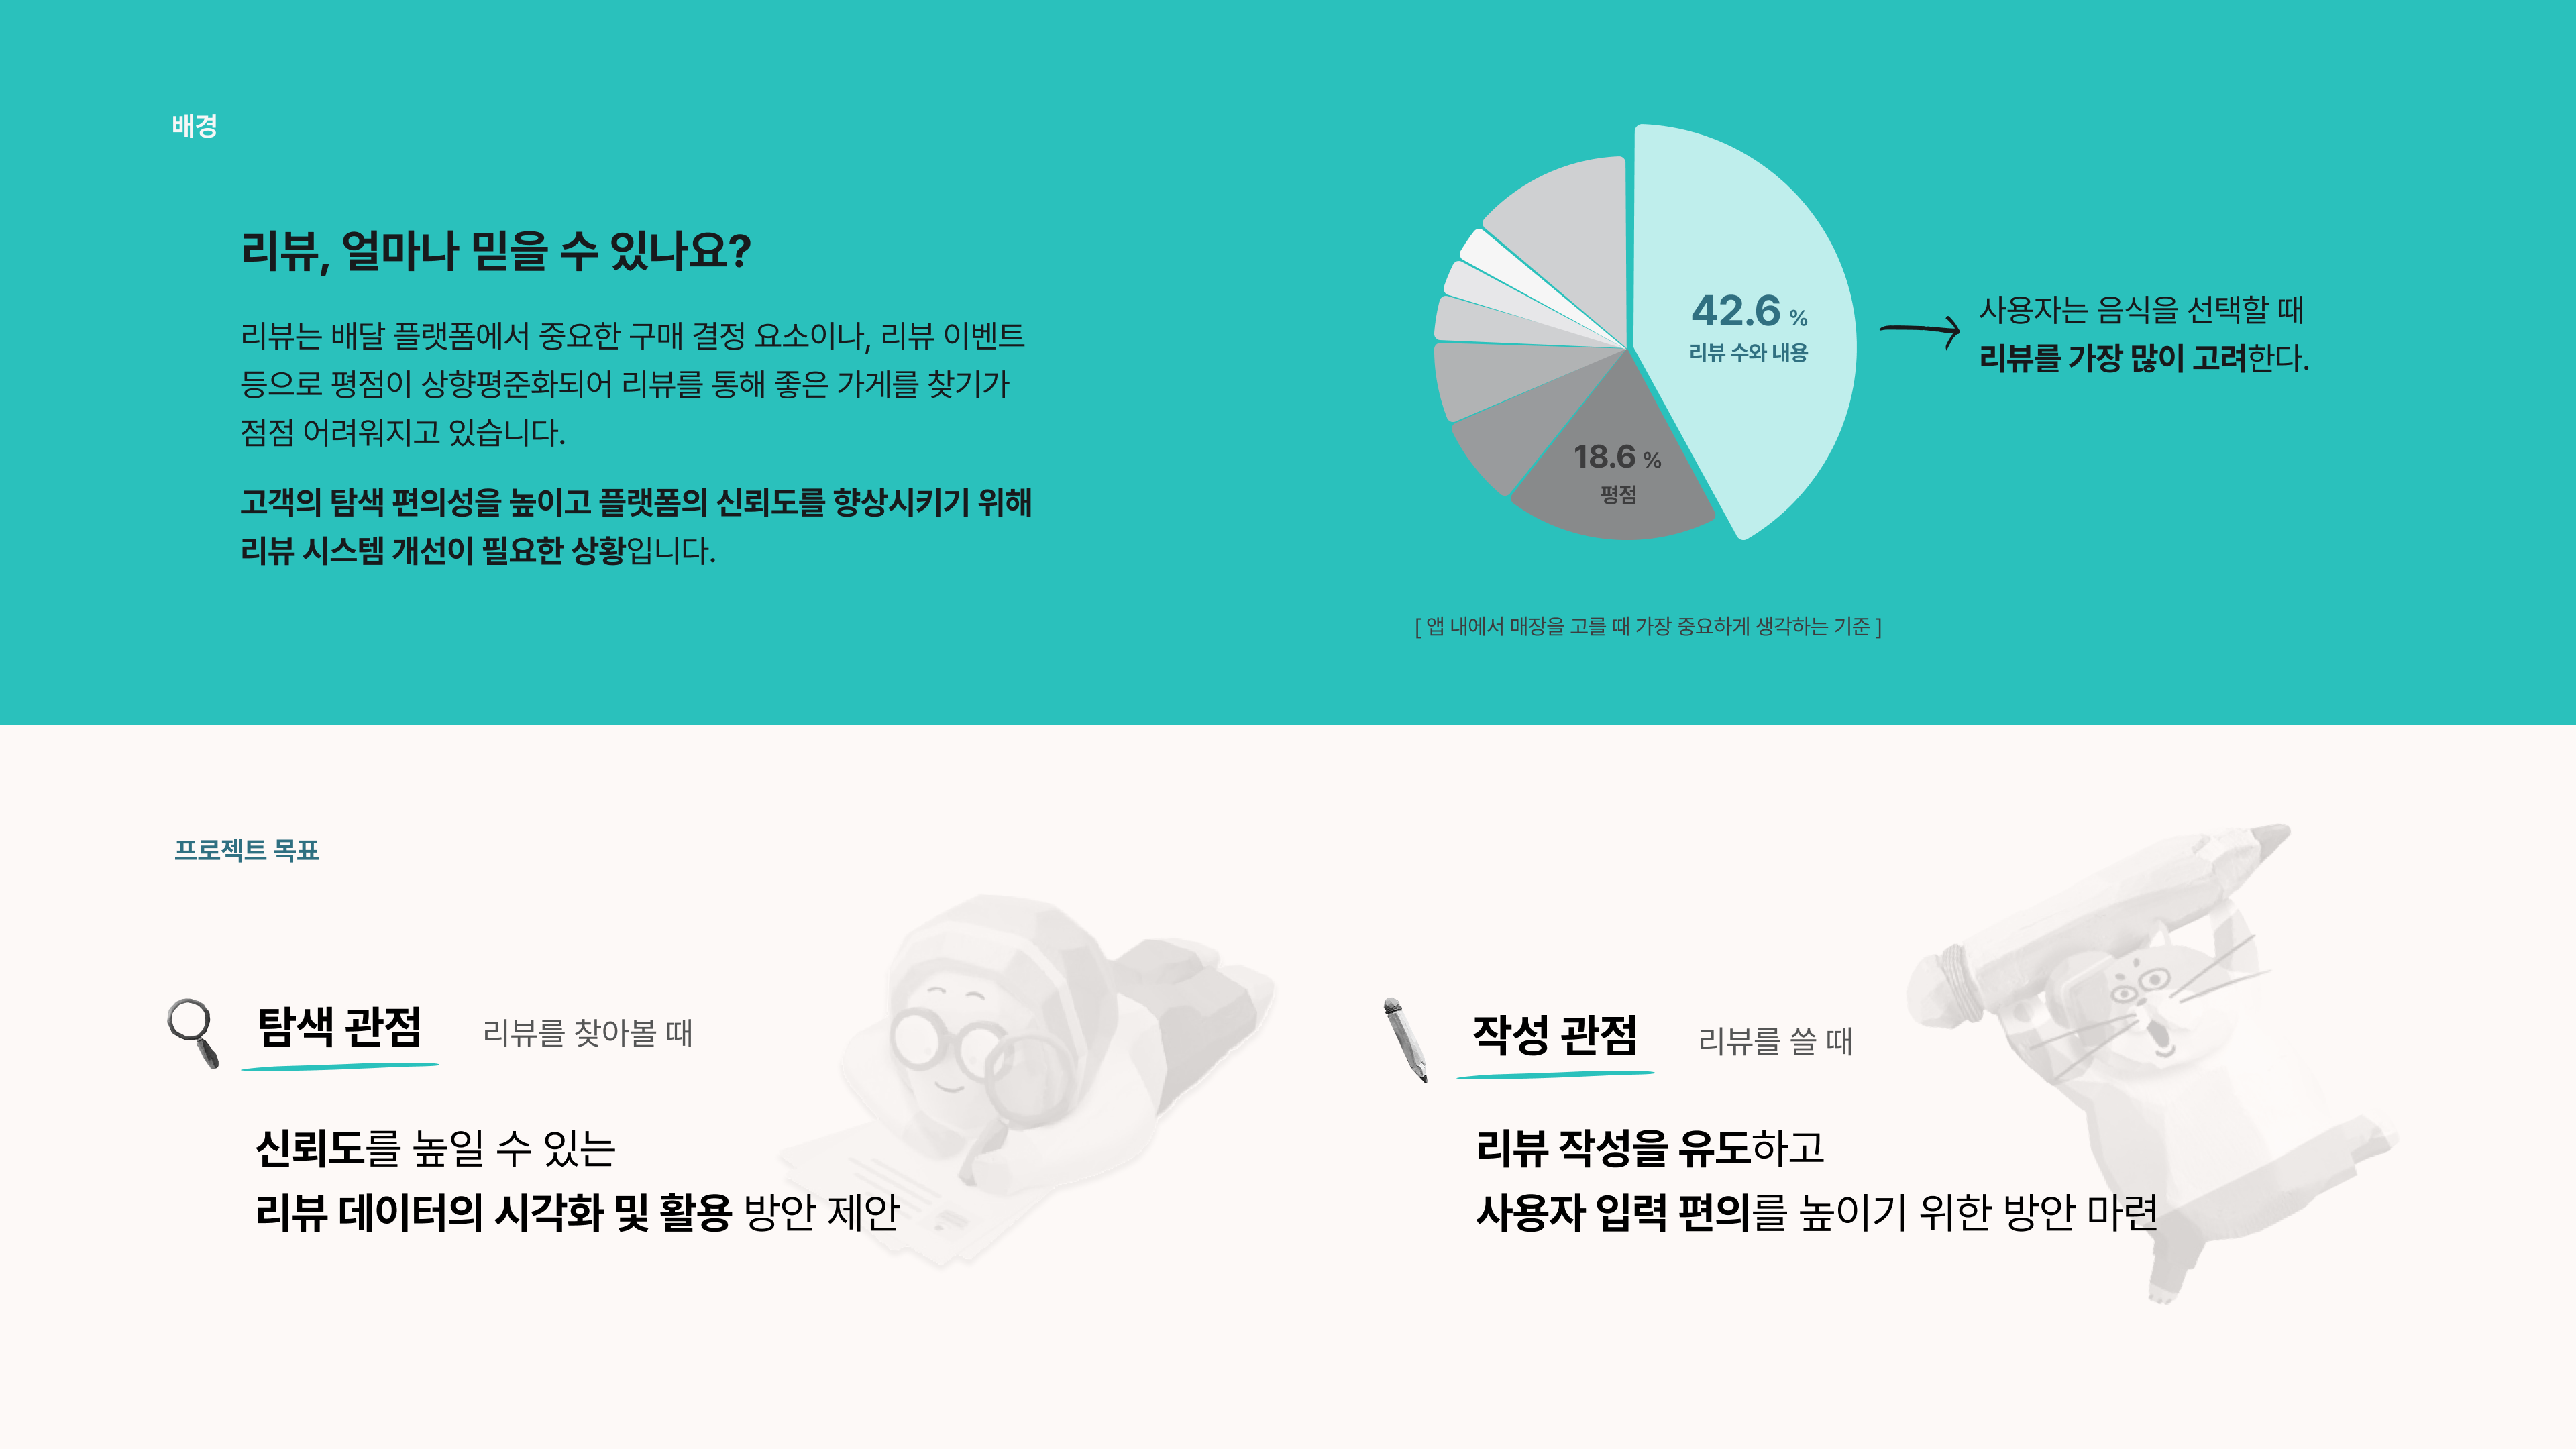 배경
리뷰, 얼마나 믿을 수 있나요?
리뷰는 배달 플랫폼에서 중요한 구매 결정 요소이나, 리뷰 이벤트
등으로 평점이 상향평준화되어 리뷰를 통해 좋은 가게를 찾기가
점점 어려워지고 있습니다.
고객의 탐색 편의성을 높이고 플랫폼의 신뢰도를 향상시키기 위해
리뷰 시스템 개선이 필요한 상황입니다.
42.6 %
리뷰 수와 내용
18.6 %
평점
사용자는 음식을 선택할 때
리뷰를 가장 많이 고려한다.
[ 앱 내에서 매장을 고를 때 가장 중요하게 생각하는 기준 ]
프로젝트 목표
탐색 관점
리뷰를 찾아볼 때
신뢰도를 높일 수 있는
리뷰 데이터의 시각화 및 활용 방안 제안
작성 관점
리뷰를 쓸 때
리뷰 작성을 유도하고
사용자 입력 편의를 높이기 위한 방안 마련